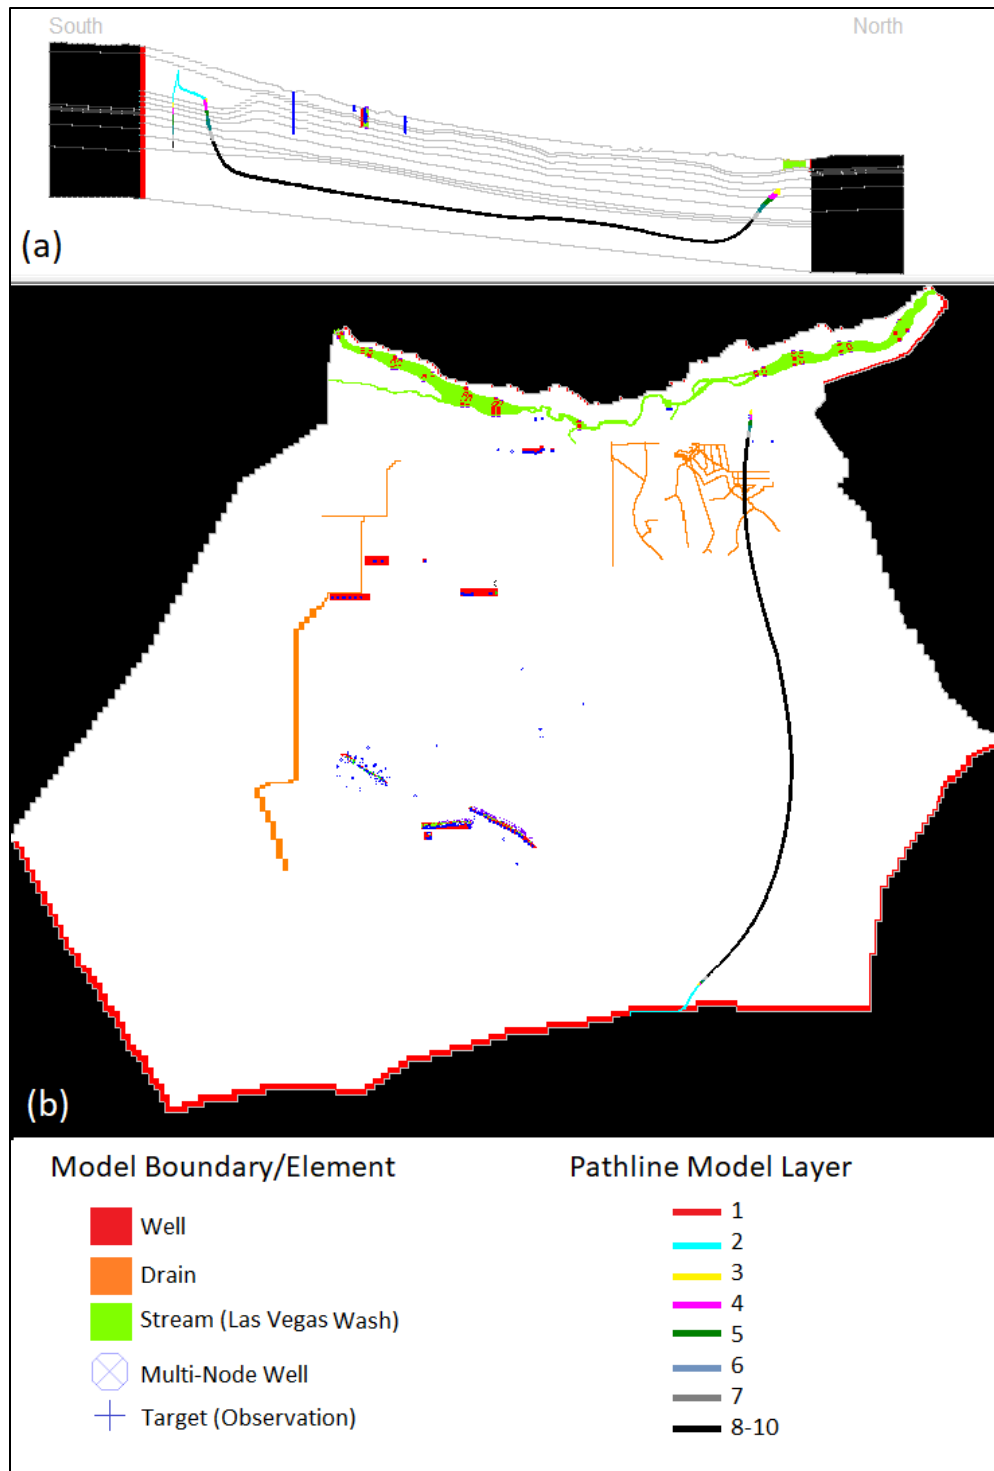 South North
(a)
(b)
Model Boundary/Element Pathline Model Layer
Well 1
2
Drain 3
Stream (Las Vegas Wash) 4
5
Multi-Node Well 6
Target (Observation) 7
8-10